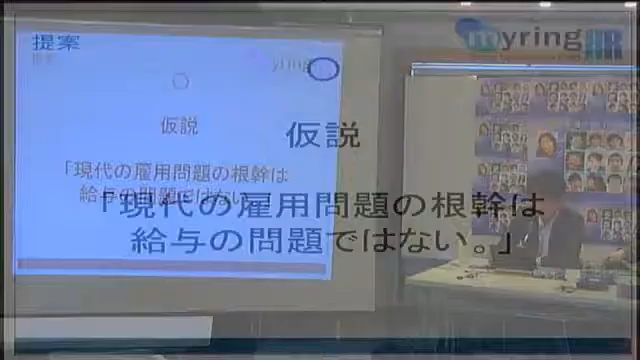 提案
myring
yring
仮説
「現代の雇用問題の根幹は
給与の問題ではない。」
仮説
「現代の雇用問題の根幹は
給与の問題ではない。」